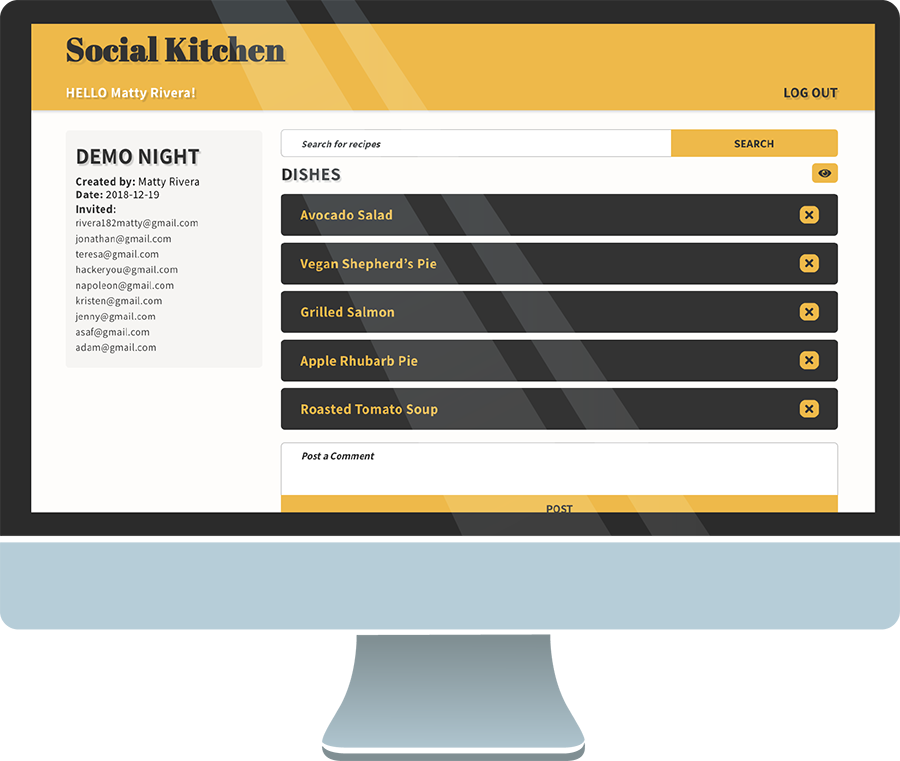 Social Kitchen
HELLO Matty Rivera!
LOG OUT
DEMO NIGHT
Created by: Matty Rivera
Date: 2018-12-19
Invited:
rivera182matty@gmail.com
jonathan@gmail.com
teresa@gmail.com
hackeryou@gmail.com
napoleon@gmail.com
kristen@gmail.com
jenny@gmail.com
asaf@gmail.com
adam@gmail.com
Search for recipes
SEARCH
DISHES
Avocado Salad
Vegan Shepherd’s Pie
Grilled Salmon
Apple Rhubarb Pie
Roasted Tomato Soup
Post a Comment
POST